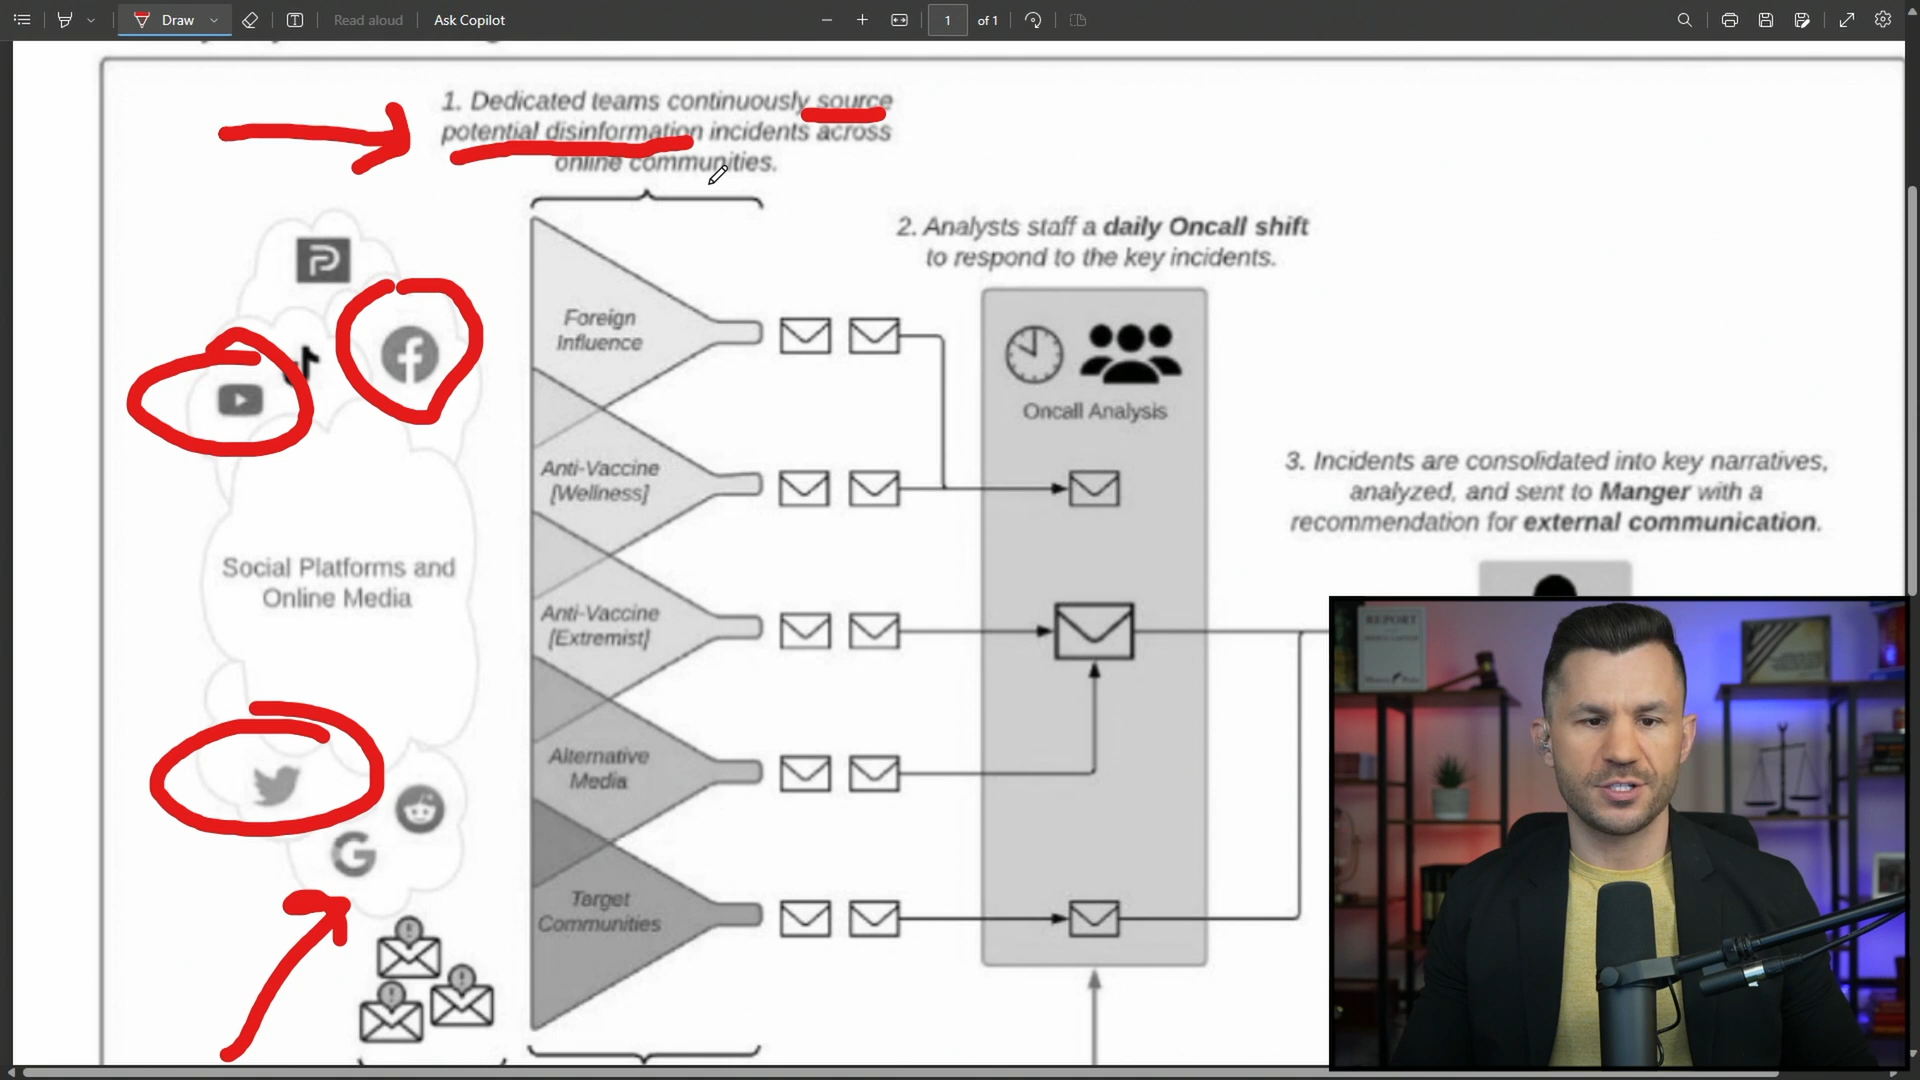 Draw
Read aloud
Ask Copilot
1
of 1
1. Dedicated teams continuously source
potential disinformation incidents across
online communities.
2. Analysts staff a daily Oncall shift
to respond to the key incidents.
Foreign
Influence
Oncall Analysis
Anti-Vaccine
[Wellness]
3. Incidents are consolidated into key narratives,
analyzed, and sent to Manger with a
recommendation for external communication.
Social Platforms and
Online Media
Anti-Vaccine
[Extremist]
REPORT
Alternative
Media
Target
Communities